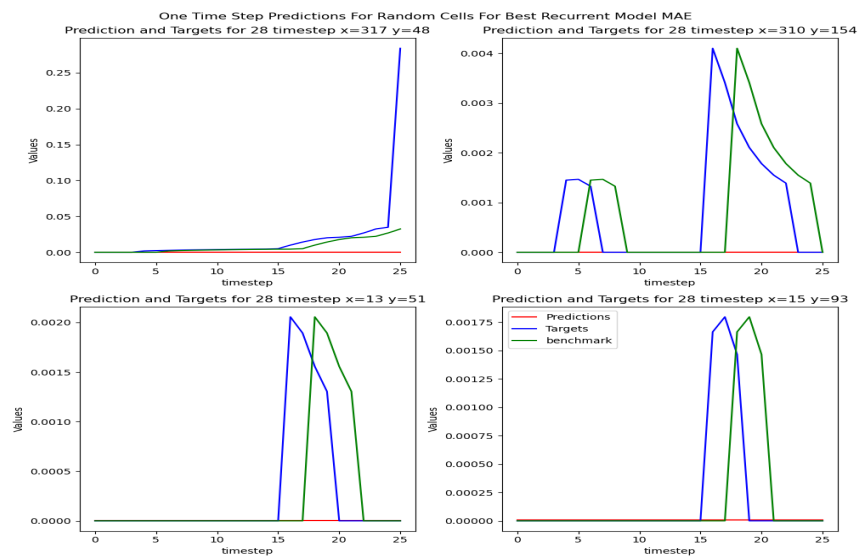 One Time Step Predictions For Random Cells For Best Recurrent Model MAE
Prediction and Targets for 28 timestep x=317 y=48
Values
0.25
0.20
0.15
0.10
0.05
0.00
0 5 10 15 20 25
timestep
Prediction and Targets for 28 timestep x=310 y=154
Values
0.004
0.003
0.002
0.001
0.000
0 5 10 15 20 25
timestep
Prediction and Targets for 28 timestep x=13 y=51
Values
0.0020
0.0015
0.0010
0.0005
0.0000
0 5 10 15 20 25
timestep
Prediction and Targets for 28 timestep x=15 y=93
Predictions
Targets
benchmark
Values
0.00175
0.00150
0.00125
0.00100
0.00075
0.00050
0.00025
0.00000
0 5 10 15 20 25
timestep